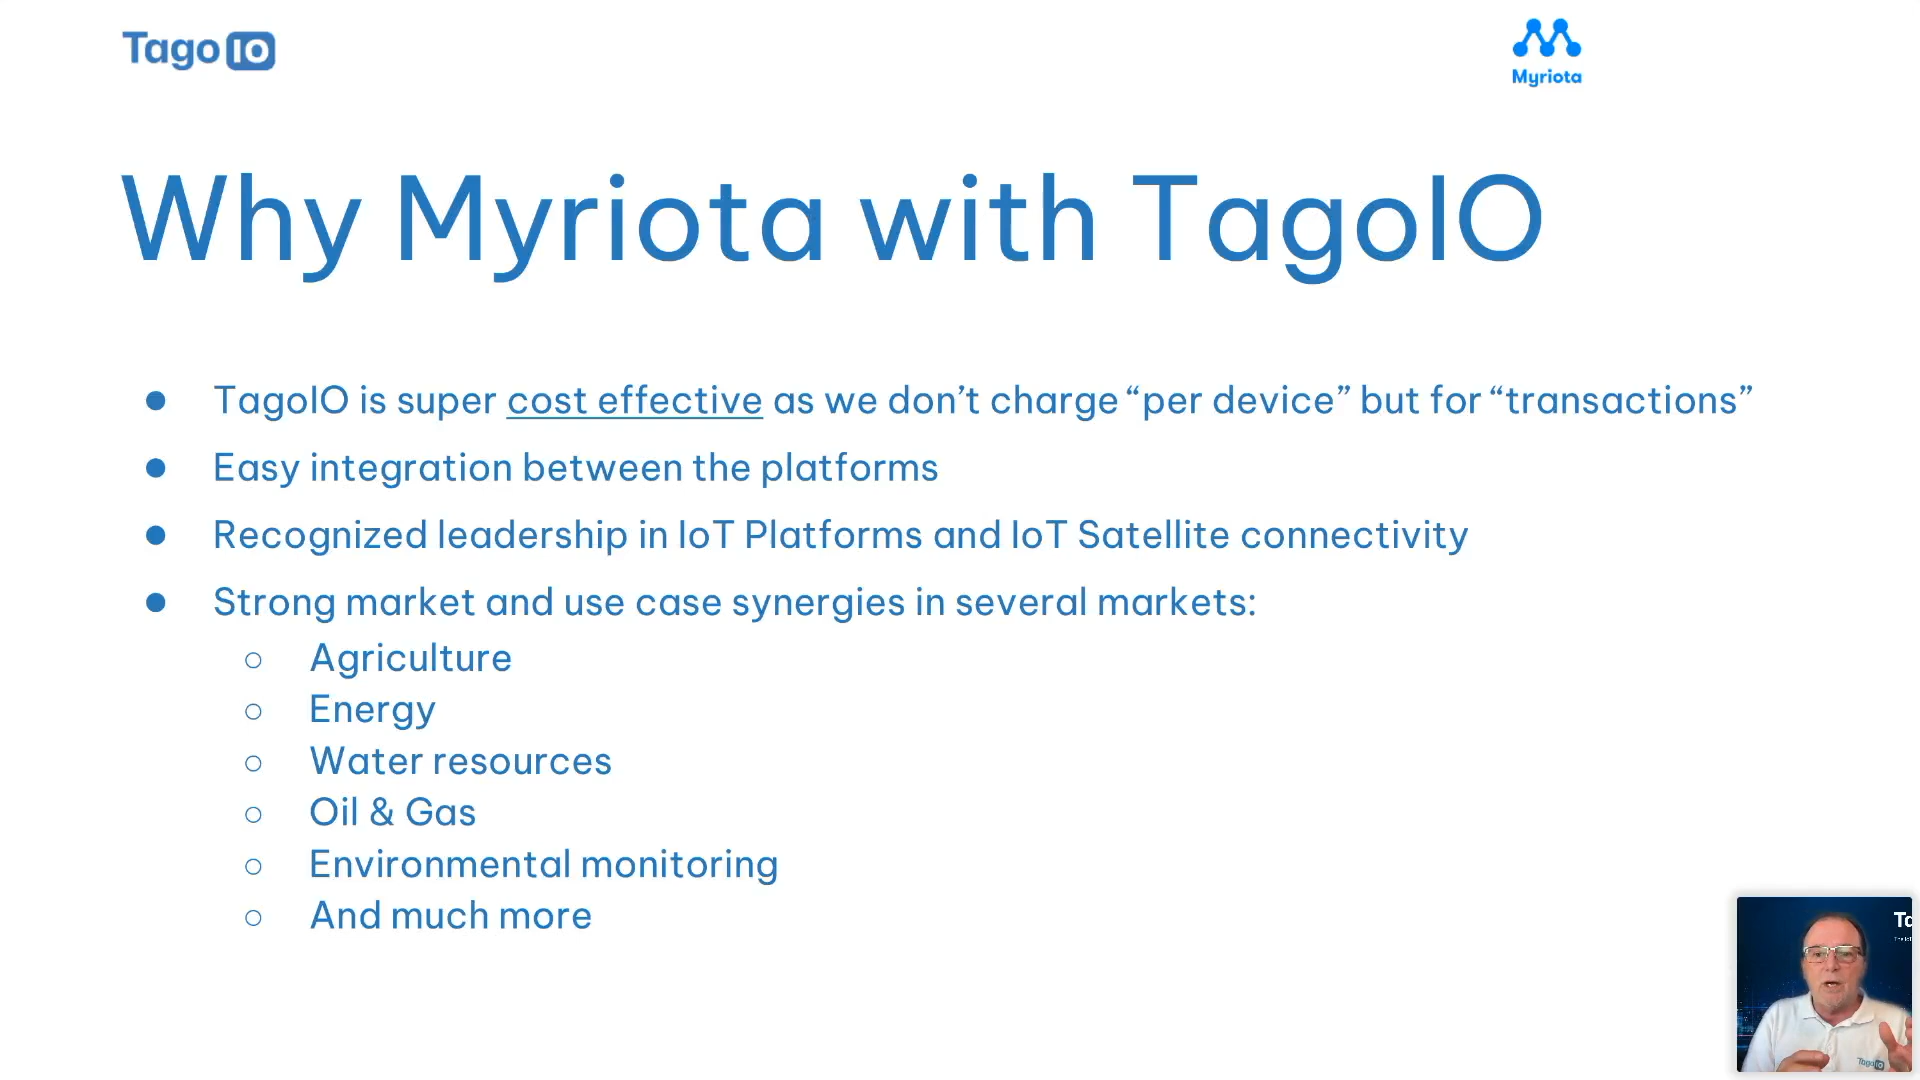 Tago IO
Myriota
Why Myriota with TagoIO
● TagoIO is super cost effective as we don’t charge “per device” but for “transactions”
● Easy integration between the platforms
● Recognized leadership in IoT Platforms and IoT Satellite connectivity
● Strong market and use case synergies in several markets:
○ Agriculture
○ Energy
○ Water resources
○ Oil & Gas
○ Environmental monitoring
○ And much more
TagoIO